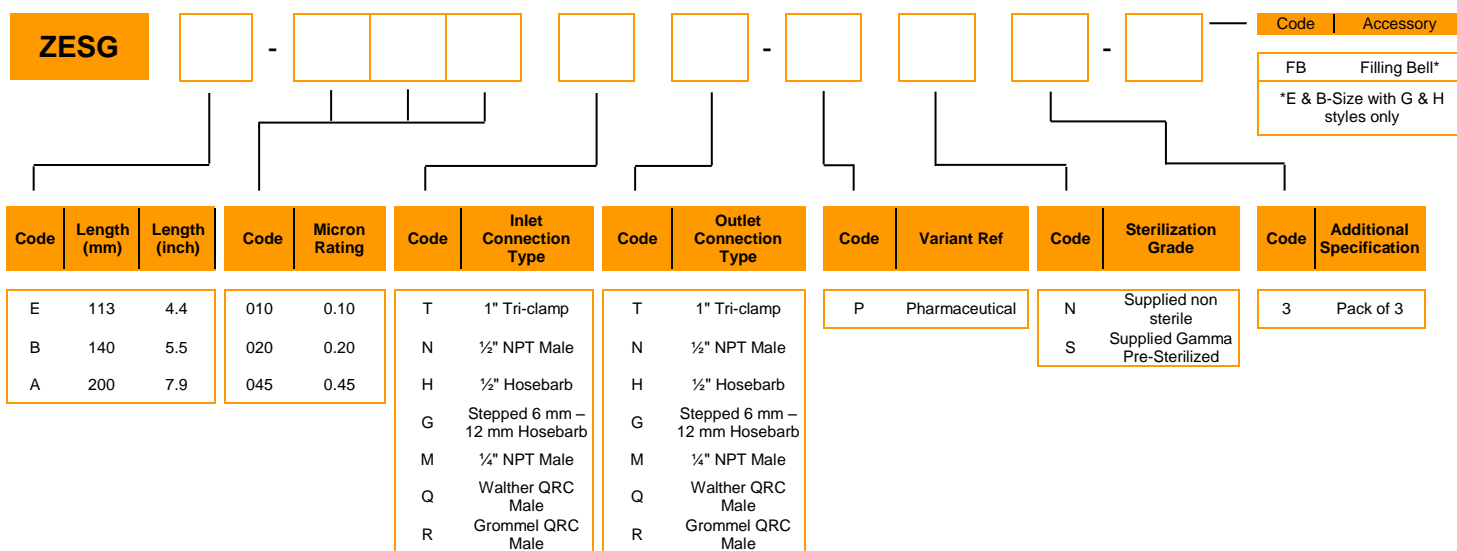 ZESG - - - Code Accessory
FB Filling Bell*
*E & B-Size with G & H
styles only
Code Length (mm) Length (inch)
E 113 4.4
B 140 5.5
A 200 7.9
Code Micron Rating
010 0.10
020 0.20
045 0.45
Code Inlet Connection Type
T 1" Tri-clamp
N ½" NPT Male
H ½" Hosebarb
G Stepped 6 mm –
12 mm Hosebarb
M ¼" NPT Male
Q Walther QRC
Male
R Grommel QRC
Male
Code Outlet Connection Type
T 1" Tri-clamp
N ½" NPT Male
H ½" Hosebarb
G Stepped 6 mm –
12 mm Hosebarb
M ¼" NPT Male
Q Walther QRC
Male
R Grommel QRC
Male
Code Variant Ref
P Pharmaceutical
Code Sterilization Grade
N Supplied non
sterile
S Supplied Gamma
Pre-Sterilized
Code Additional Specification
3 Pack of 3